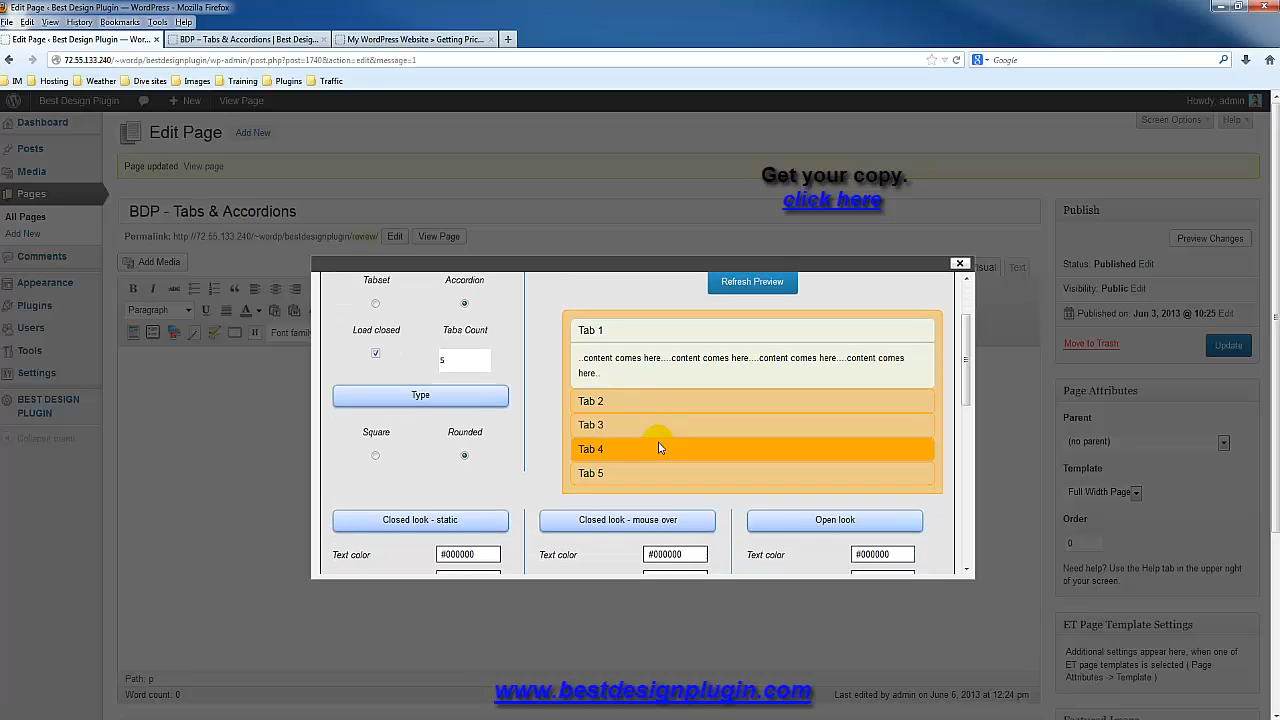 Edit Page ‹ Best Design Plugin — WordPress - Mozilla Firefox
File Edit View History Bookmarks Tools Help
Edit Page ‹ Best Design Plugin — Wor... × BDP – Tabs & Accordions | Best Design... × My WordPress Website » Getting Pric... × +
72.55.133.240/~wordp/bestdesignplugin/wp-admin/post.php?post=1740&action=edit&message=1 Google
IM Hosting Weather Dive sites Images Training Plugins Traffic
Best Design Plugin + New View Page Howdy, admin
Dashboard
Posts
Media
Pages
All Pages
Add New
Comments
Appearance
Plugins
Users
Tools
Settings
BEST DESIGN
PLUGIN
Collapse menu
Screen Options Help
Edit Page Add New
Page updated View page
Get your copy.
click here
BDP - Tabs & Accordions
Permalink: http://72.55.133.240/~wordp/bestdesignplugin/review/ Edit View Page
Add Media
Visual Text
B I ABC
Paragraph U A
Font family
Tabset Accordion
Load closed Tabs Count
5
Type
Square Rounded
Refresh Preview
Tab 1
..content comes here....content comes here....content comes here....content comes
here..
Tab 2
Tab 3
Tab 4
Tab 5
Closed look - static Closed look - mouse over Open look
Text color #000000 Text color #000000 Text color #000000
Path: p
Word count: 0
Last edited by admin on June 6, 2013 at 12:24 pm
www.bestdesignplugin.com
Publish
Preview Changes
Status: Published Edit
Visibility: Public Edit
Published on: Jun 3, 2013 @ 10:25 Edit
Move to Trash Update
Page Attributes
Parent
(no parent)
Template
Full Width Page
Order
0
Need help? Use the Help tab in the upper right
of your screen.
ET Page Template Settings
Additional settings appear here, when one of
ET page templates is selected ( Page
Attributes -> Template )